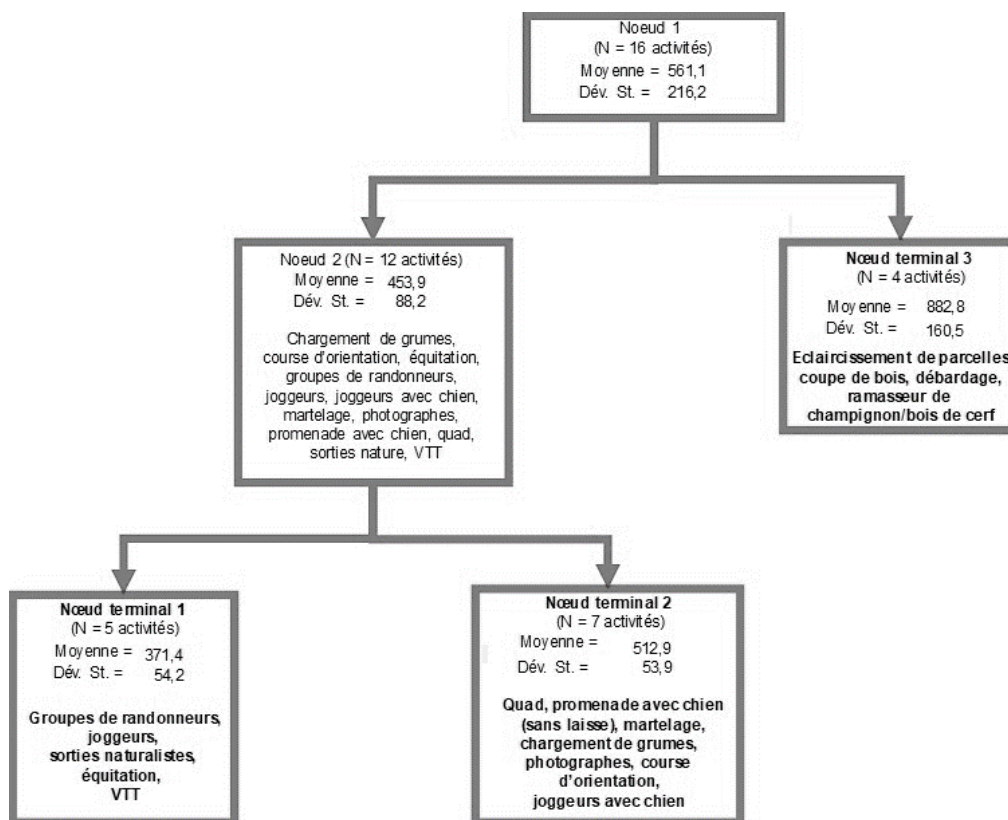 Noeud 1
(N = 16 activités)
Moyenne = 561,1
Dév. St. = 216,2
Noeud 2 (N = 12 activités)
Moyenne = 453,9
Dév. St. = 88,2
Chargement de grumes,
course d'orientation, équitation,
groupes de randonneurs,
joggeurs, joggeurs avec chien,
martelage, photographes,
promenade avec chien, quad,
sorties nature, VTT
Nœud terminal 3
(N = 4 activités)
Moyenne = 882,8
Dév. St. = 160,5
Eclaircissement de parcelles
coupe de bois, débardage,
ramasseur de
champignon/bois de cerf
Nœud terminal 1
(N = 5 activités)
Moyenne = 371,4
Dév. St. = 54,2
Groupes de randonneurs,
joggeurs,
sorties naturalistes,
équitation,
VTT
Nœud terminal 2
(N = 7 activités)
Moyenne = 512,9
Dév. St. = 53,9
Quad, promenade avec chien
(sans laisse), martelage,
chargement de grumes,
photographes, course
d'orientation,
joggeurs avec chien